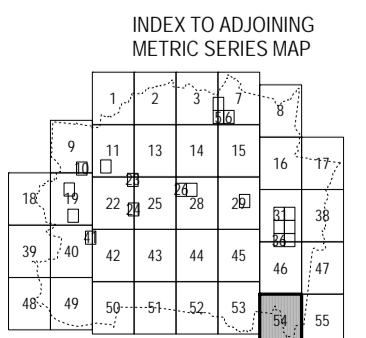 INDEX TO ADJOINING
METRIC SERIES MAP
1 2 3 7
5 6 8
9 11 13 14 15
10 16 17
23
18 19 22 24 25 26 28 29 31 38
41 36
39 40 42 43 44 45
46 47
48 49 50 51 52 53
54 55